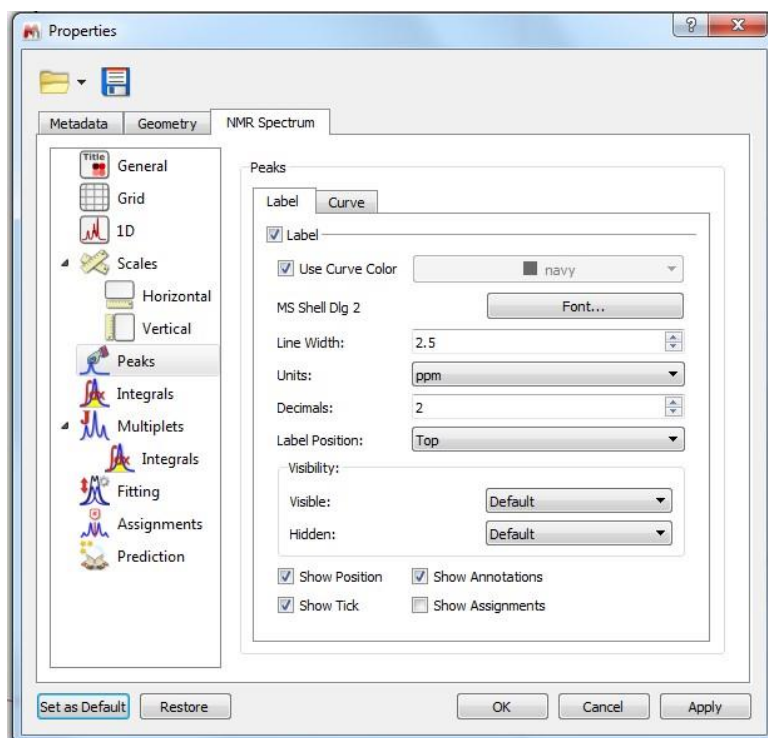 Properties
Metadata Geometry NMR Spectrum
Title
General
Grid
1D
Scales
Horizontal
Vertical
Peaks
Integrals
Multiplets
Integrals
Fitting
Assignments
Prediction
Peaks
Label Curve
Label
Use Curve Color navy
MS Shell Dlg 2 Font...
Line Width: 2.5
Units: ppm
Decimals: 2
Label Position: Top
Visibility:
Visible: Default
Hidden: Default
Show Position Show Annotations
Show Tick Show Assignments
Set as Default Restore OK Cancel Apply